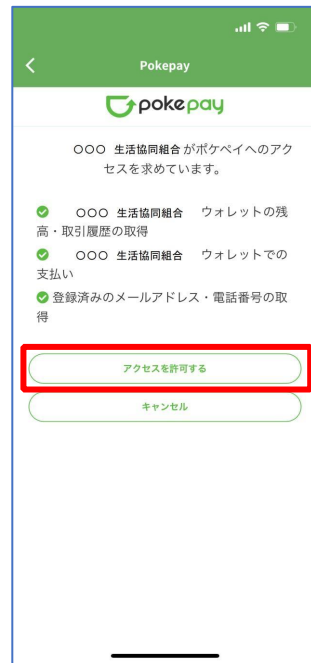 Pokepay
pokepay
○○○ 生活協同組合 がポケペイへのアク
セスを求めています。
○○○ 生活協同組合 ウォレットの残
高・取引履歴の取得
○○○ 生活協同組合 ウォレットでの
支払い
登録済みのメールアドレス・電話番号の取
得
アクセスを許可する
キャンセル